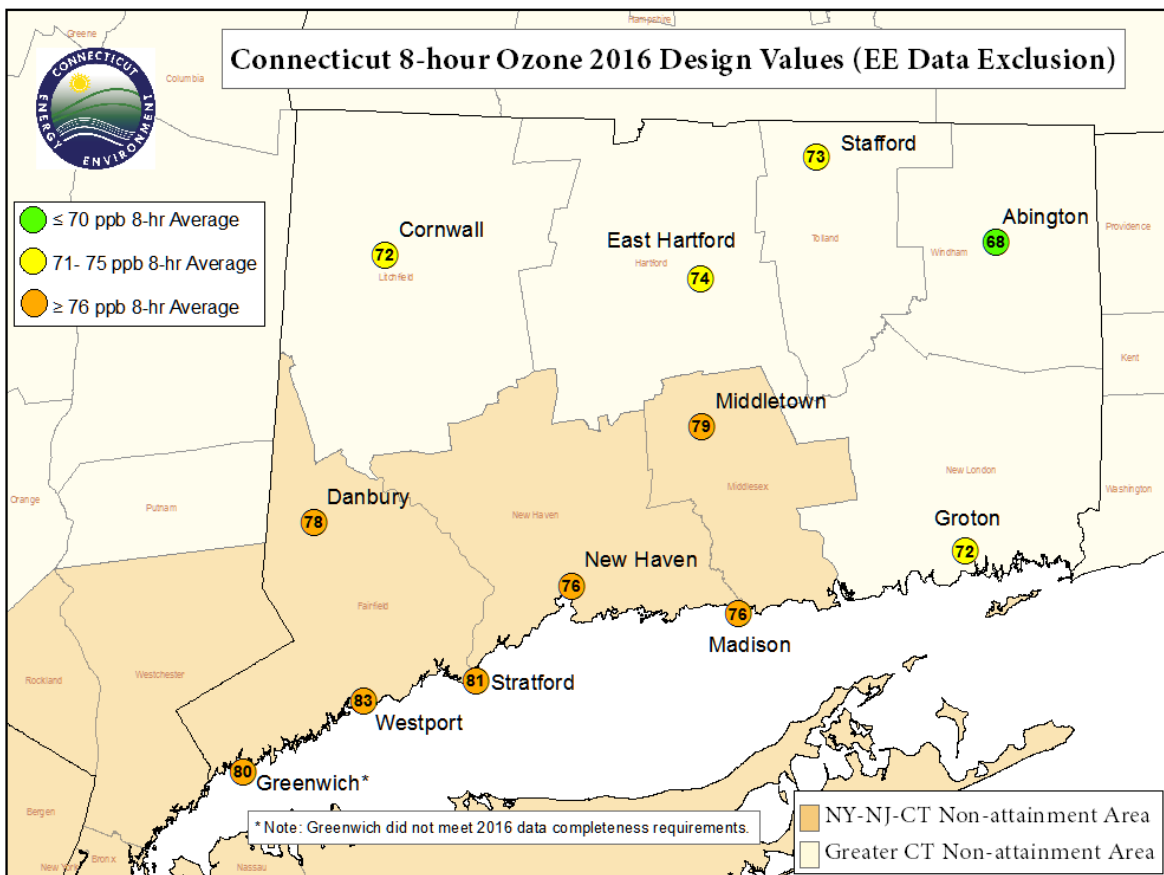 Hampshire
Greene
Columbia
Connecticut 8-hour Ozone 2016 Design Values (EE Data Exclusion)
CONNECTICUT
ENERGY ENVIRONMENT
≤ 70 ppb 8-hr Average
71- 75 ppb 8-hr Average
≥ 76 ppb 8-hr Average
Stafford
73
Tolland
Abington
68
Windham
Providence
Cornwall
72
Litchfield
East Hartford
Hartford
74
Kent
Middletown
79
Middlesex
New London
Washington
Orange
Putnam
Danbury
78
New Haven
New Haven
76
Groton
72
Fairfield
76
Madison
Westchester
Rockland
81 Stratford
83
Westport
80
Greenwich*
Bergen
* Note: Greenwich did not meet 2016 data completeness requirements.
NY-NJ-CT Non-attainment Area
Greater CT Non-attainment Area
New York
Bronx
Nassau